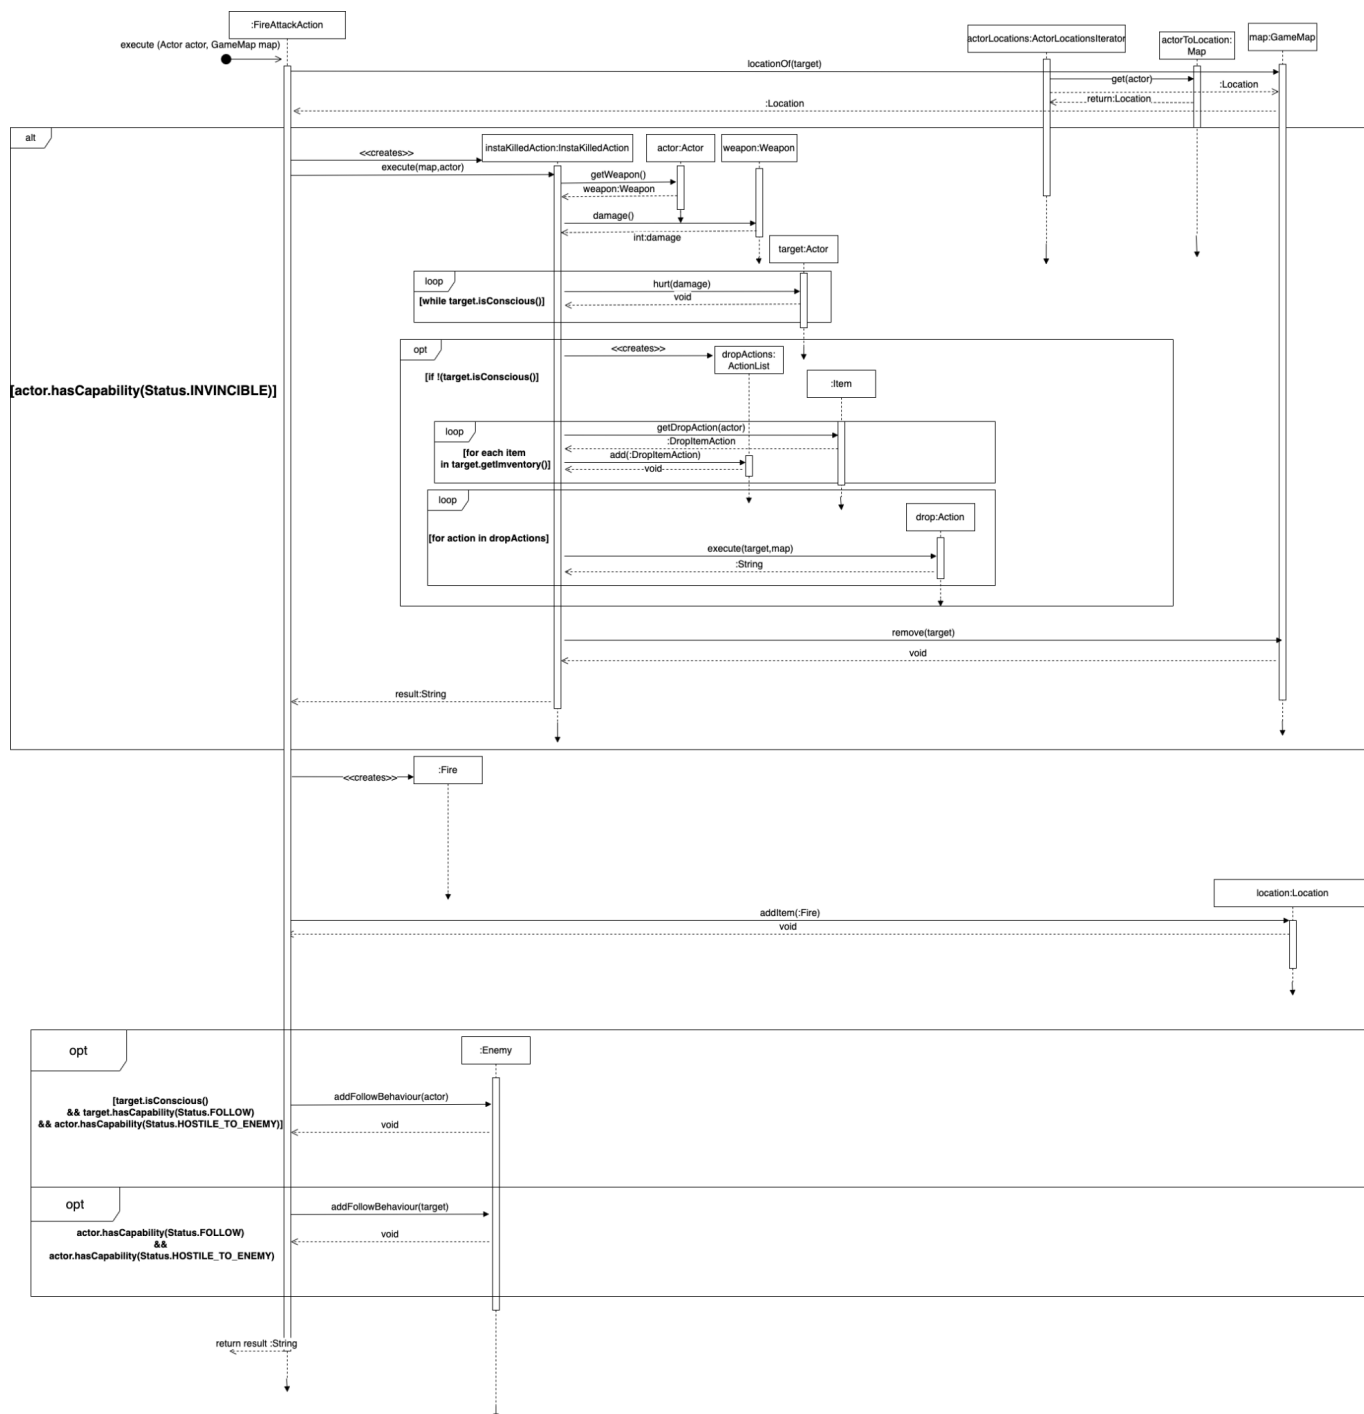 :FireAttackAction
execute (Actor actor, GameMap map)
actorLocations:ActorLocationsIterator
actorToLocation:
Map
map:GameMap
locationOf(target)
get(actor)
:Location
return:Location
:Location
alt
instaKilledAction:InstaKilledAction
actor:Actor
weapon:Weapon
<<creates>>
execute(map,actor)
getWeapon()
weapon:Weapon
damage()
int:damage
target:Actor
loop
hurt(damage)
void
[while target.isConscious()]
opt
<<creates>>
dropActions:
ActionList
[if !(target.isConscious()]
:Item
[actor.hasCapability(Status.INVINCIBLE)]
loop
getDropAction(actor)
:DropItemAction
[for each item
in target.getImventory()]
add(:DropItemAction)
void
loop
drop:Action
[for action in dropActions]
execute(target,map)
:String
remove(target)
void
result:String
:Fire
<<creates>>
location:Location
addItem(:Fire)
void
opt
:Enemy
[target.isConscious()
&& target.hasCapability(Status.FOLLOW)
&& actor.hasCapability(Status.HOSTILE_TO_ENEMY)]
addFollowBehaviour(actor)
void
opt
addFollowBehaviour(target)
actor.hasCapability(Status.FOLLOW)
&&
actor.hasCapability(Status.HOSTILE_TO_ENEMY)
void
return result :String